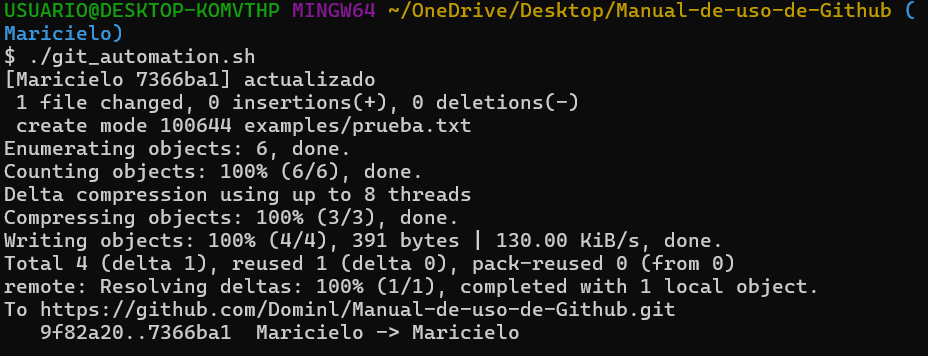 USUARIO@DESKTOP-KOMVTHP MINGW64 ~/OneDrive/Desktop/Manual-de-uso-de-Github (
Maricielo)
$ ./git_automation.sh
[Maricielo 7366ba1] actualizado
 1 file changed, 0 insertions(+), 0 deletions(-)
 create mode 100644 examples/prueba.txt
Enumerating objects: 6, done.
Counting objects: 100% (6/6), done.
Delta compression using up to 8 threads
Compressing objects: 100% (3/3), done.
Writing objects: 100% (4/4), 391 bytes | 130.00 KiB/s, done.
Total 4 (delta 1), reused 1 (delta 0), pack-reused 0 (from 0)
remote: Resolving deltas: 100% (1/1), completed with 1 local object.
To https://github.com/Dominl/Manual-de-uso-de-Github.git
   9f82a20..7366ba1  Maricielo -> Maricielo